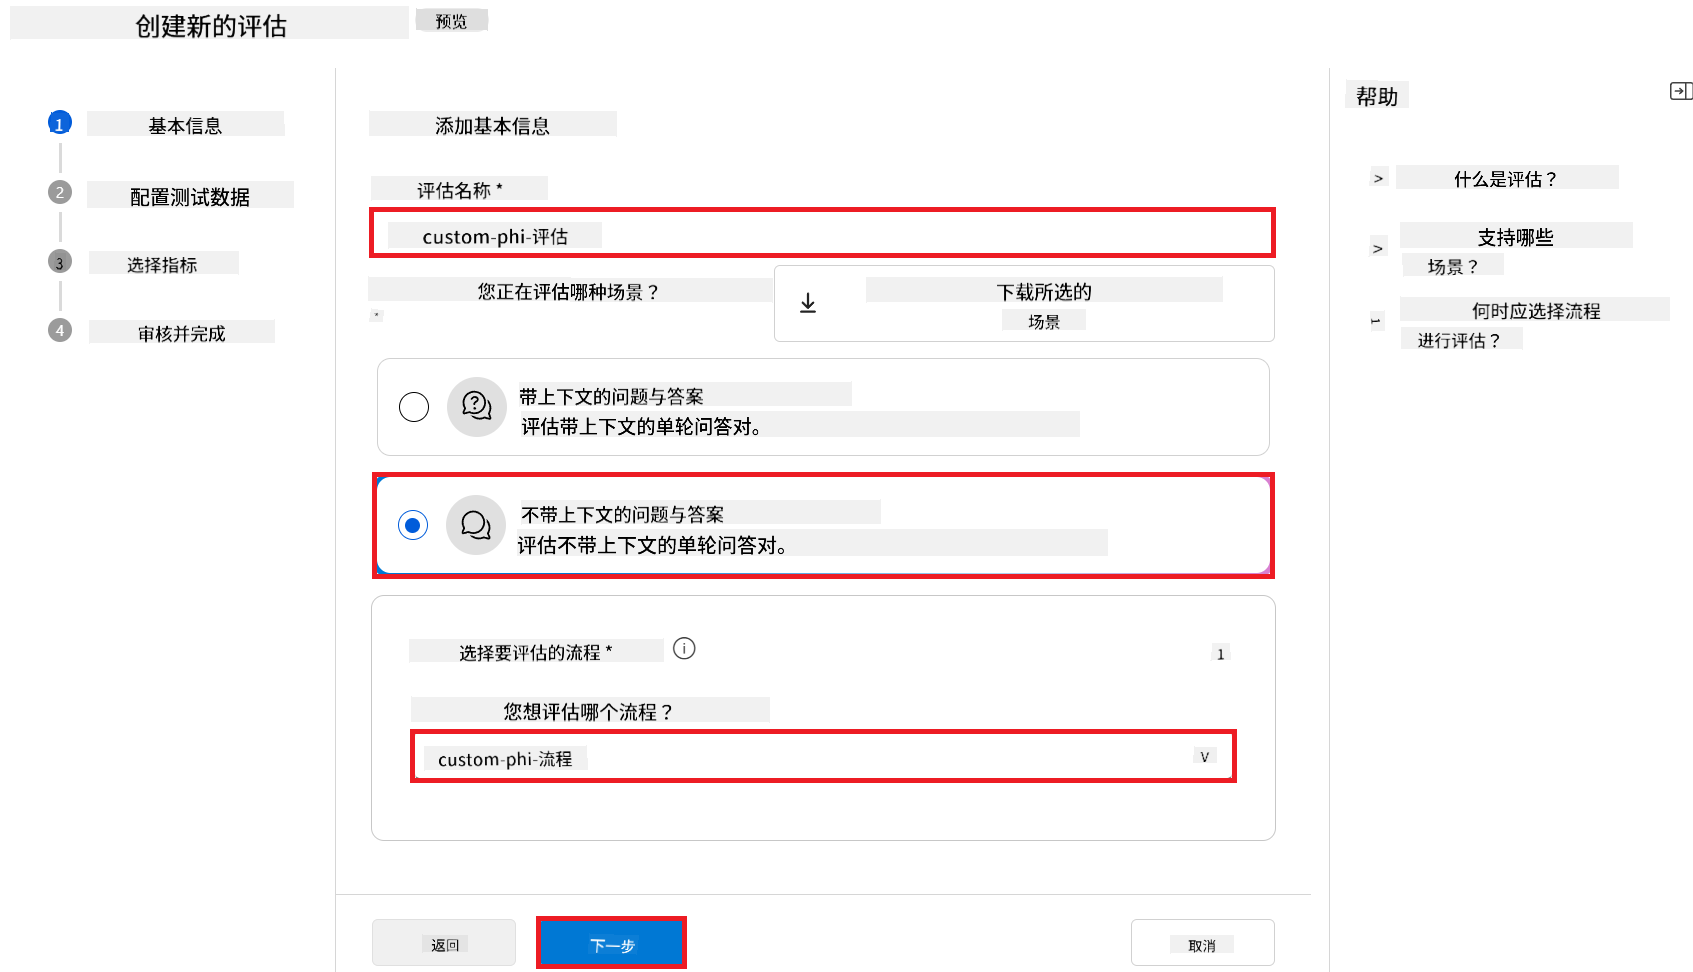 创建新的评估
预览
1 基本信息
2 配置测试数据
3 选择指标
4 审核并完成
添加基本信息
评估名称 *
custom-phi-评估
您正在评估哪种场景？
*
下载所选的
场景
带上下文的问题与答案
评估带上下文的单轮问答对。
不带上下文的问题与答案
评估不带上下文的单轮问答对。
选择要评估的流程 *
1
您想评估哪个流程？
custom-phi-流程
V
返回
下一步
取消
帮助
> 什么是评估？
> 支持哪些
场景？
1 何时应选择流程
进行评估？